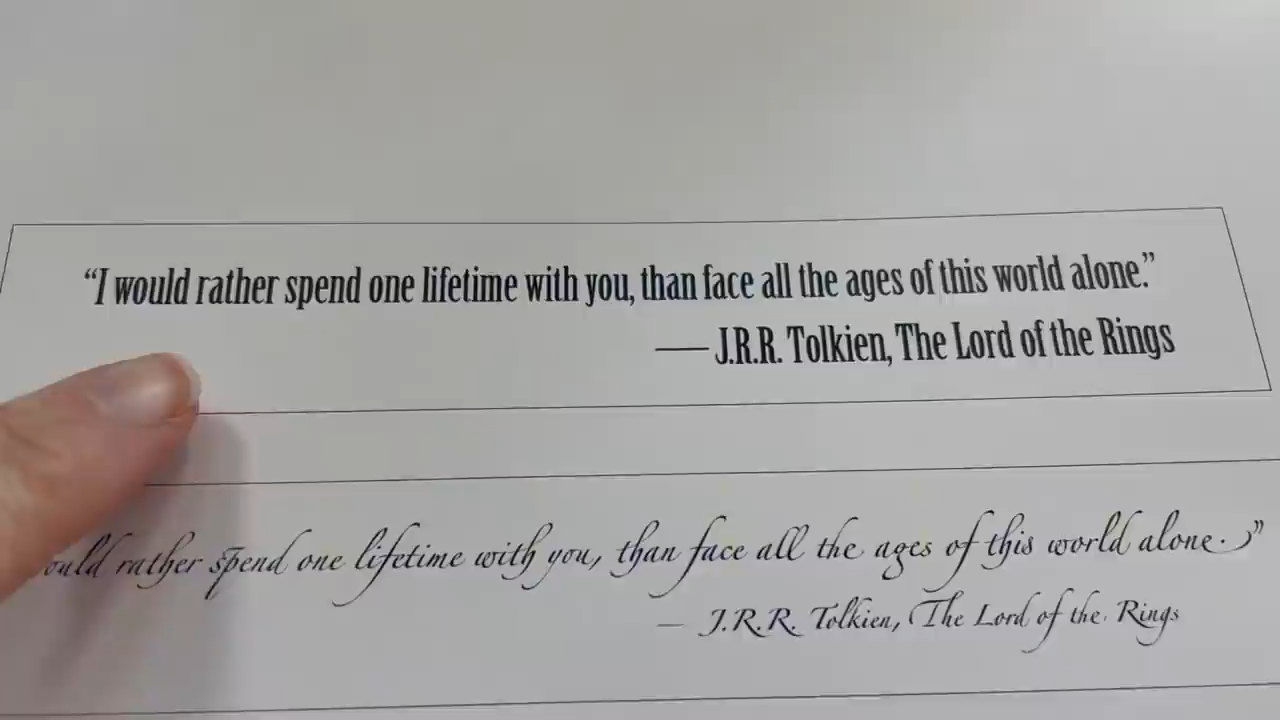 “I would rather spend one lifetime with you, than face all the ages of this world alone.”
— J.R.R. Tolkien, The Lord of the Rings
rather spend one lifetime with you, than face all the ages of this world alone.”
— J.R.R. Tolkien, The Lord of the Rings